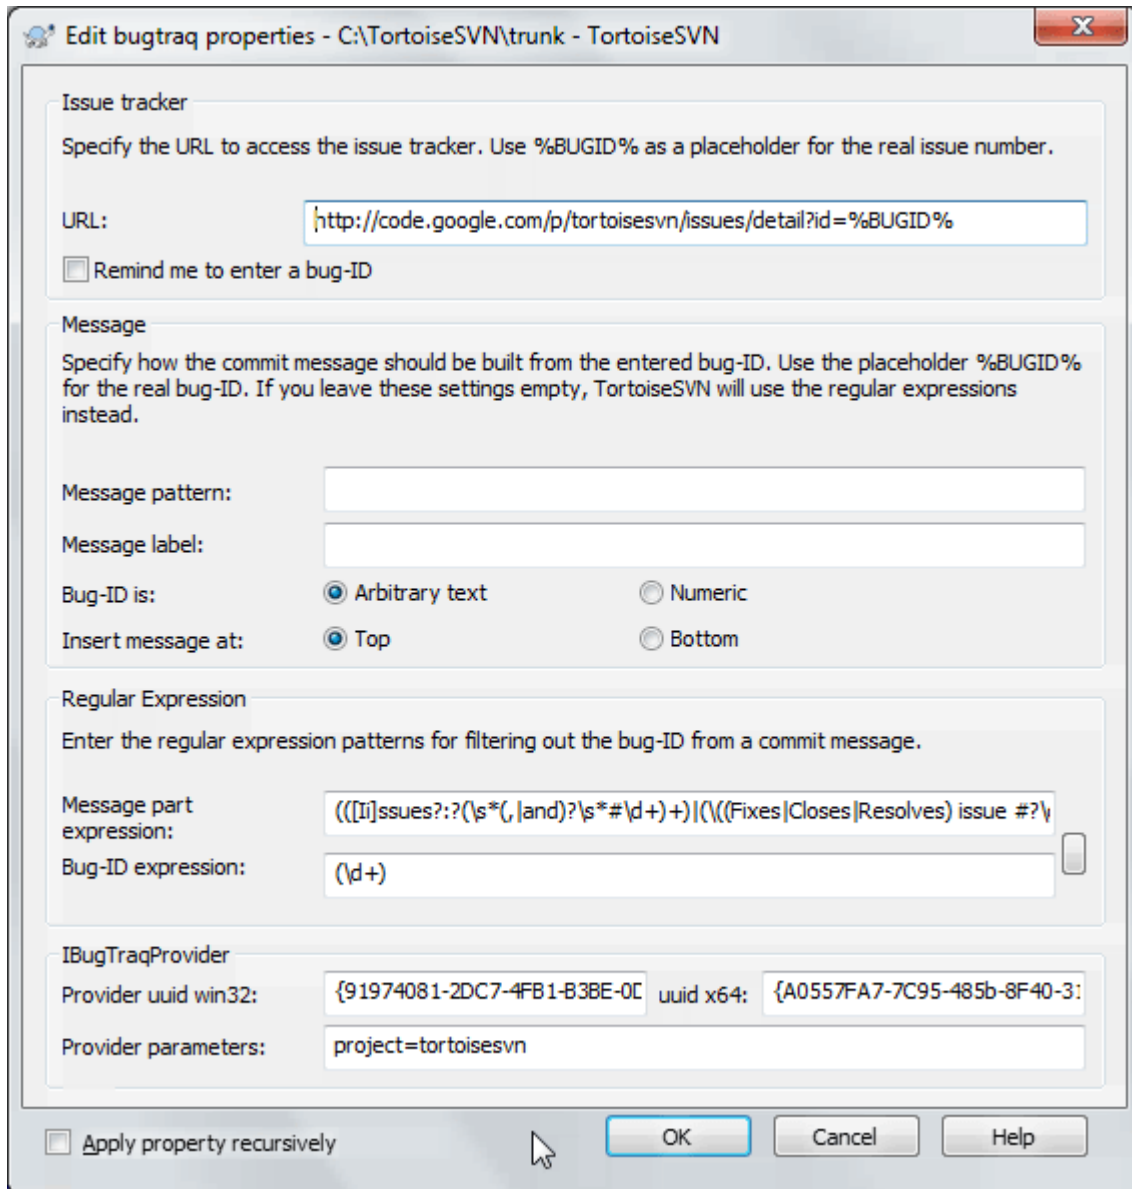 Edit bugtraq properties - C:\TortoiseSVN\trunk - TortoiseSVN
Issue tracker
Specify the URL to access the issue tracker. Use %BUGID% as a placeholder for the real issue number.
URL:
http://code.google.com/p/tortoisesvn/issues/detail?id=%BUGID%
Remind me to enter a bug-ID
Message
Specify how the commit message should be built from the entered bug-ID. Use the placeholder %BUGID%
for the real bug-ID. If you leave these settings empty, TortoiseSVN will use the regular expressions
instead.
Message pattern:
Message label:
Bug-ID is: Arbitrary text Numeric
Insert message at: Top Bottom
Regular Expression
Enter the regular expression patterns for filtering out the bug-ID from a commit message.
Message part
expression:
(([Ii]ssues?:?(\s*(,|and)?\s*#\d+)+)|(\((Fixes|Closes|Resolves) issue #?\
Bug-ID expression: (\d+)
IBugTraqProvider
Provider uuid win32: {91974081-2DC7-4FB1-B3BE-0D uuid x64: {A0557FA7-7C95-485b-8F40-31
Provider parameters: project=tortoisesvn
Apply property recursively OK Cancel Help